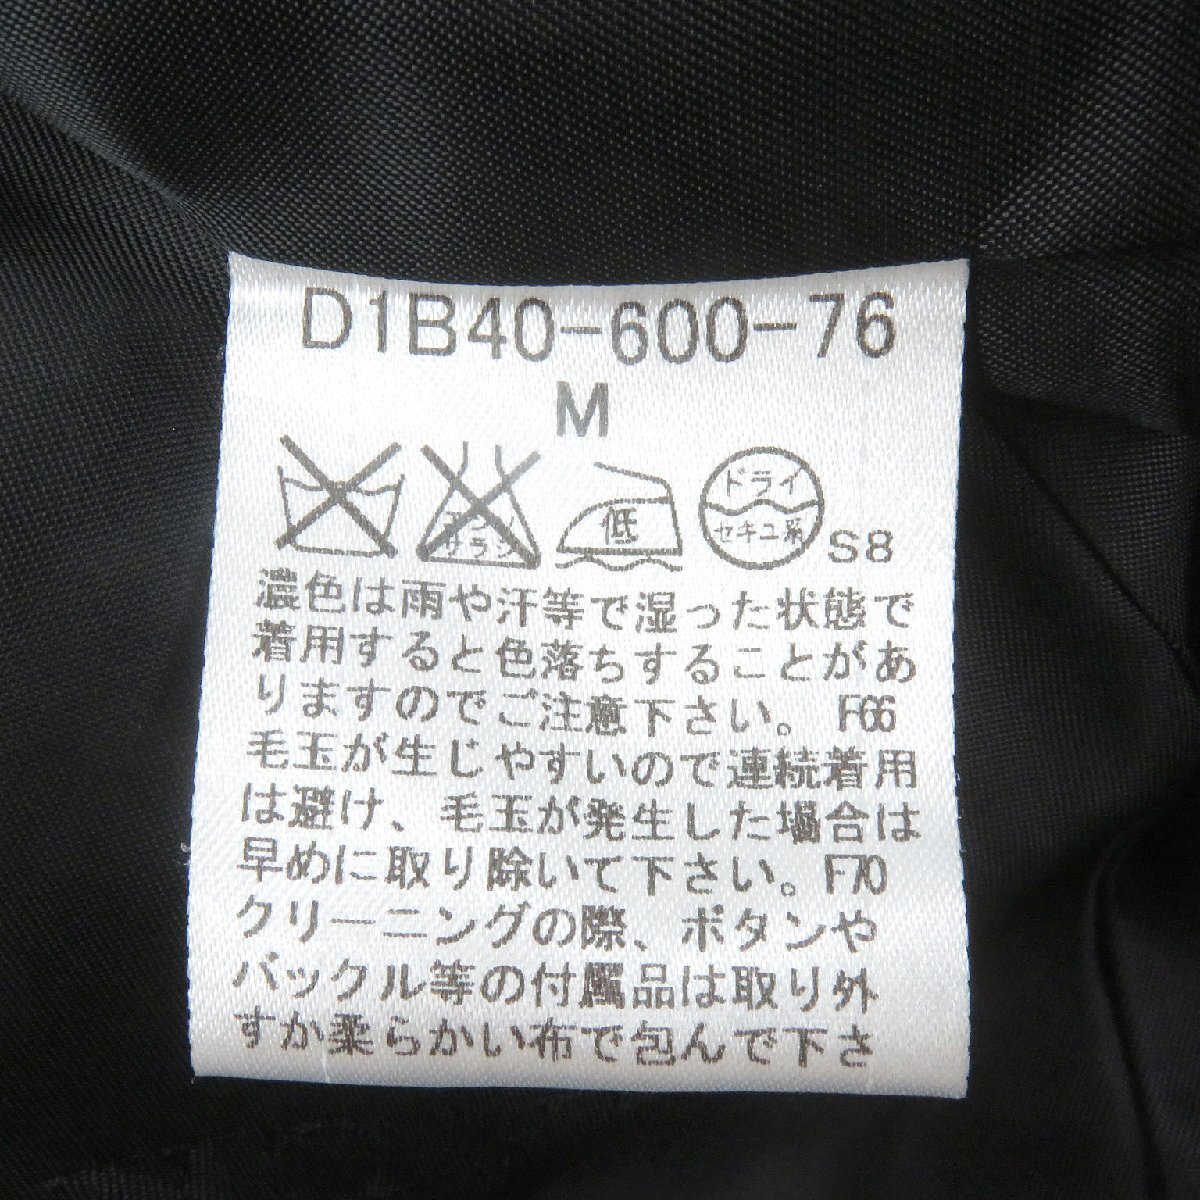 D1B40-600-76
M
エンソ
サラシ
低
ドライ
セキユ系
S8
濃色は雨や汗等で湿った状態で
着用すると色落ちすることがあ
りますのでご注意下さい。 F66
毛玉が生じやすいので連続着用
は避け、毛玉が発生した場合は
早めに取り除いて下さい。F70
クリーニングの際、ボタンや
バックル等の付属品は取り外
すか柔らかい布で包んで下さ